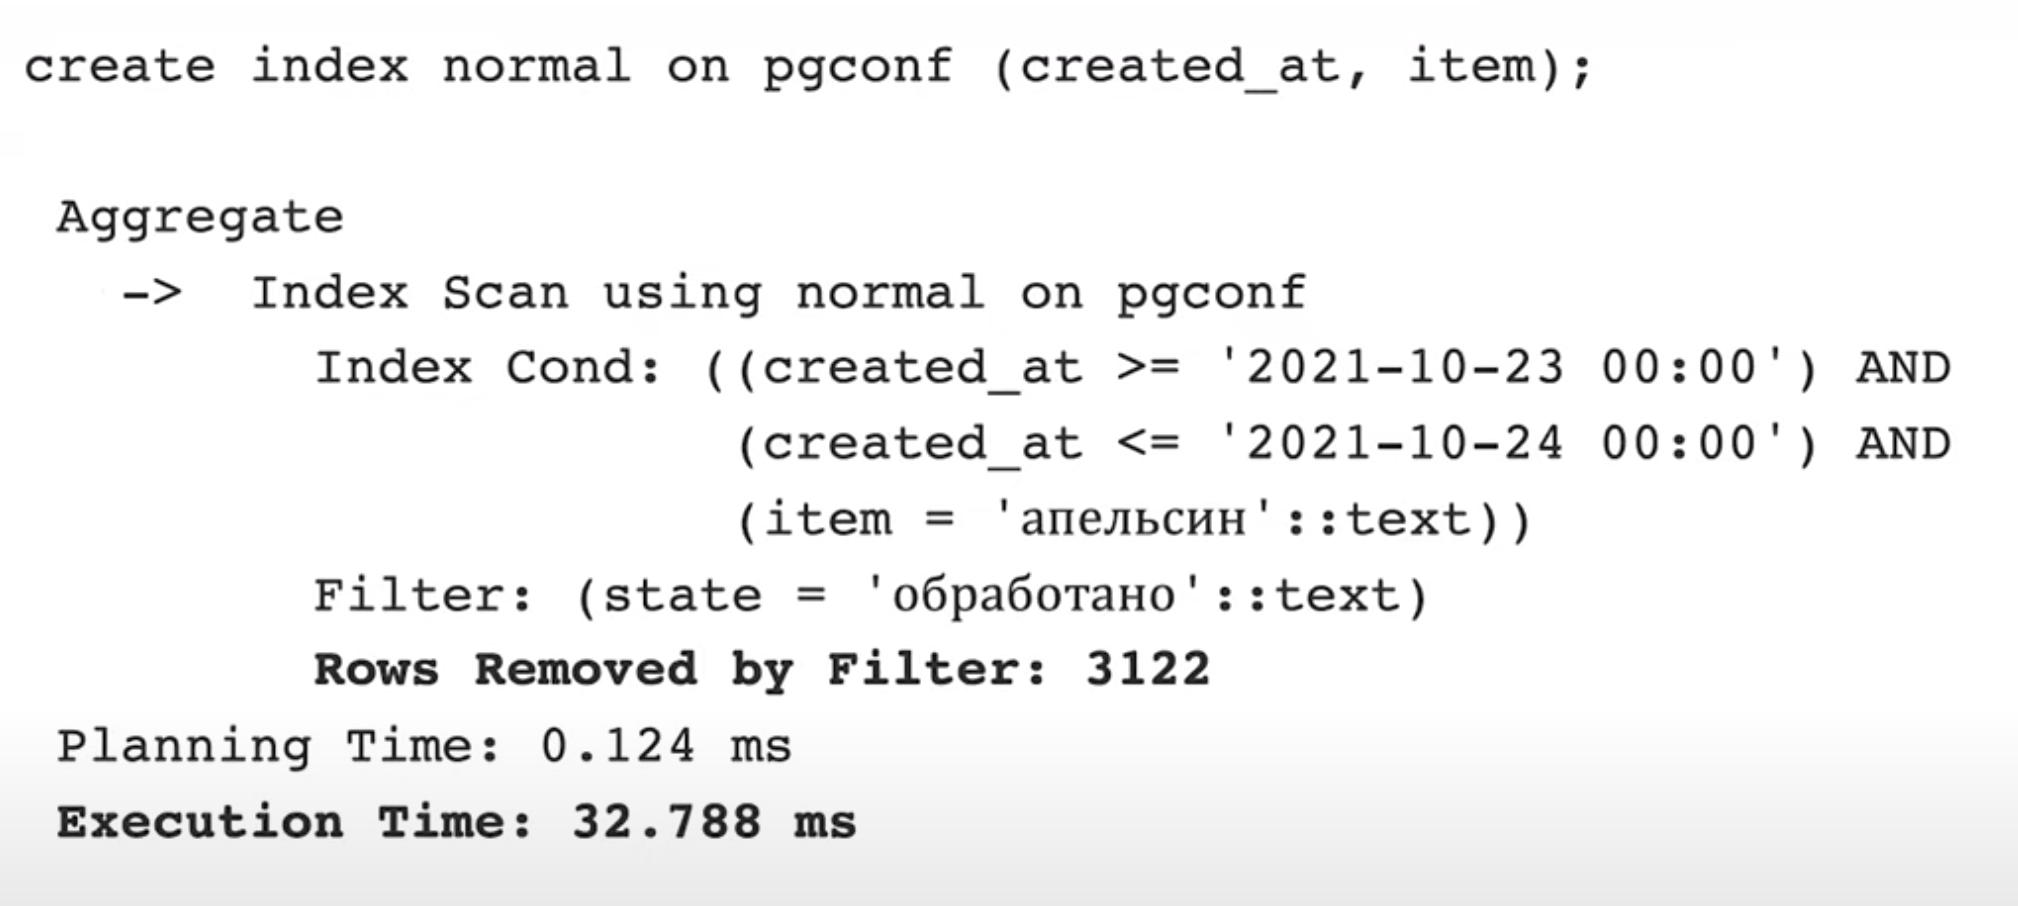 create index normal on pgconf (created_at, item);
Aggregate
-> Index Scan using normal on pgconf
Index Cond: ((created_at >= '2021-10-23 00:00') AND
(created_at <= '2021-10-24 00:00') AND
(item = 'апельсин'::text))
Filter: (state = 'обработано'::text)
Rows Removed by Filter: 3122
Planning Time: 0.124 ms
Execution Time: 32.788 ms